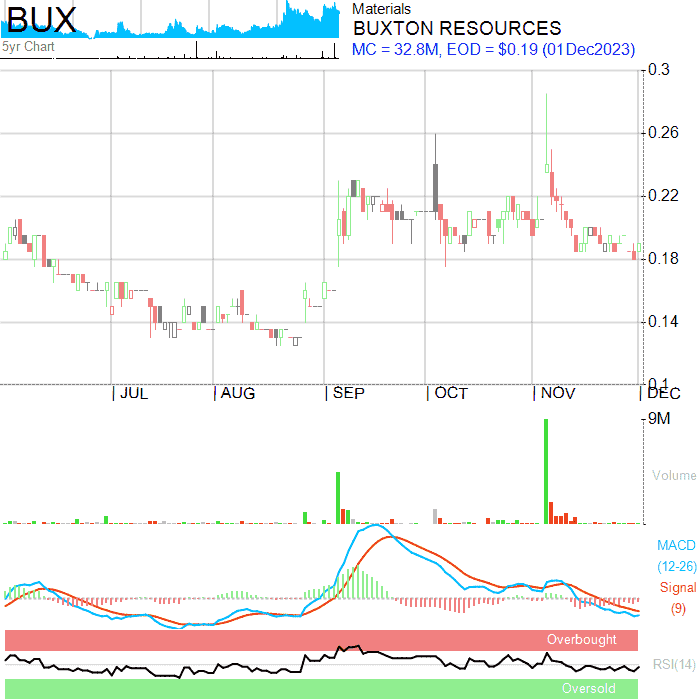 BUX
5yr Chart
Materials
BUXTON RESOURCES
MC = 32.8M, EOD = $0.19 (01Dec2023)
0.3
0.26
0.22
0.18
0.14
0.1
JUL AUG SEP OCT NOV DEC
9M
Volume
MACD
(12-26)
Signal
(9)
Overbought
RSI(14)
Oversold